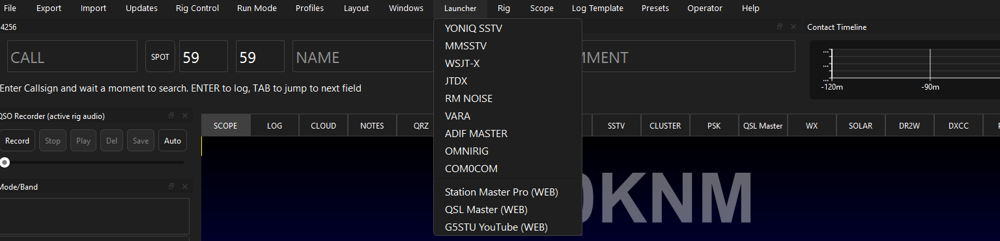 File Export Import Updates Rig Control Run Mode Profiles Layout Windows Launcher Rig Scope Log Template Presets Operator Help
4256
Contact Timeline
CALL SPOT 59 59 NAME
-120m -90m
Enter Callsign and wait a moment to search. ENTER to log, TAB to jump to next field
QSO Recorder (active rig audio)
Record Stop Play Del Save Auto
Mode/Band
SCOPE LOG CLOUD NOTES QRZ SSTV CLUSTER PSK QSL Master WX SOLAR DR2W DXCC
YONIQ SSTV
MMSSTV
WSJT-X
JTDX
RM NOISE
VARA
ADIF MASTER
OMNIRIG
COM0COM
Station Master Pro (WEB)
QSL Master (WEB)
G5STU YouTube (WEB)
KNM